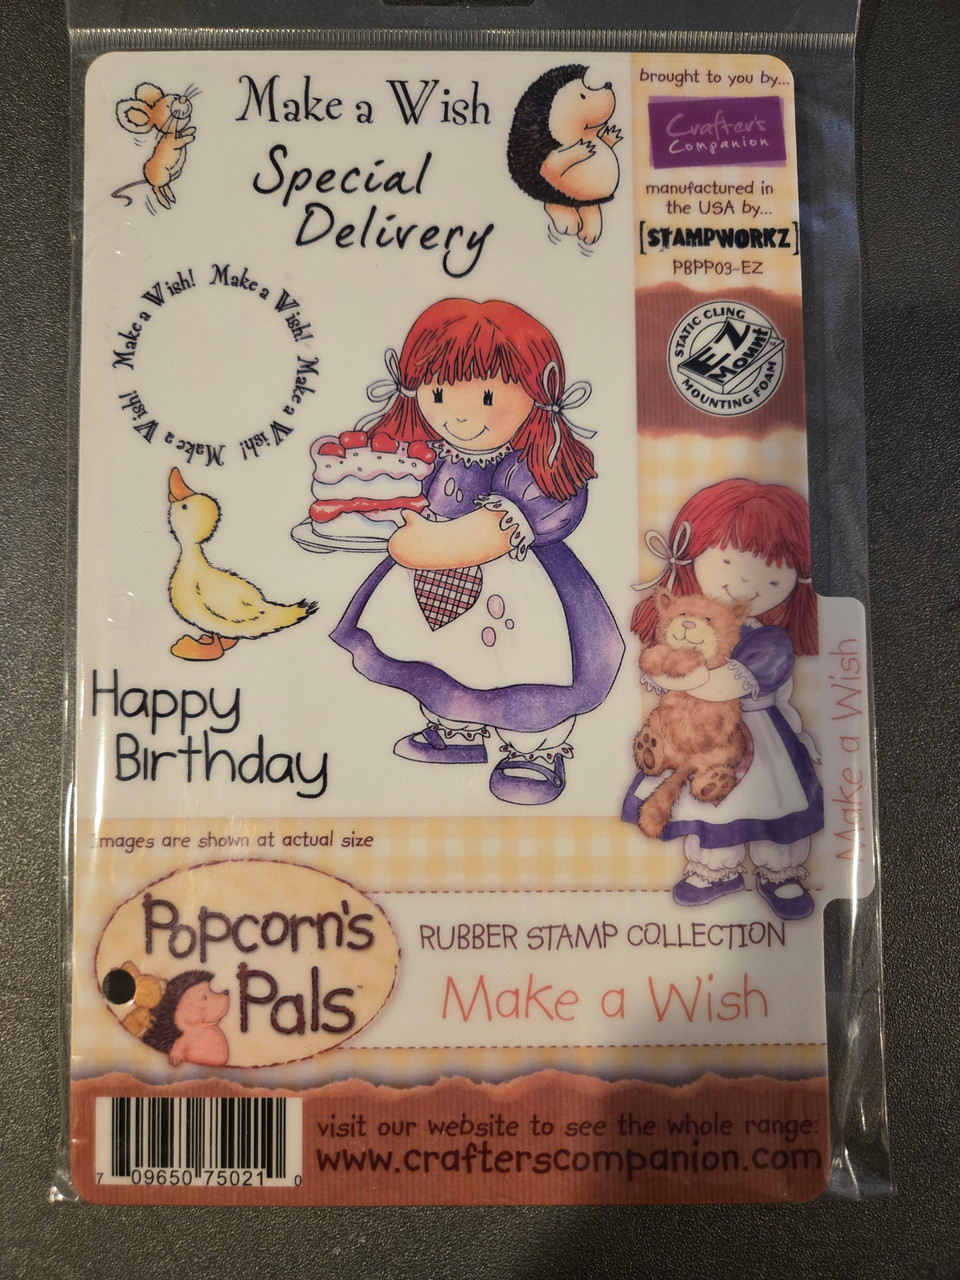 Make a Wish
Special
Delivery
Make a Wish! Make a Wish! Make a Wish! Make a Wish! Make a Wish!
Happy
Birthday
Images are shown at actual size
brought to you by...
Crafter's
Companion
manufactured in
the USA by...
[STAMPWORKZ]
PBPP03-EZ
STATIC CLING
EZ
Mount
MOUNTING FOAM
Make a Wish
Popcorn's
Pals™
RUBBER STAMP COLLECTION
Make a Wish
7 09650 75021 0
visit our website to see the whole range:
www.crafterscompanion.com